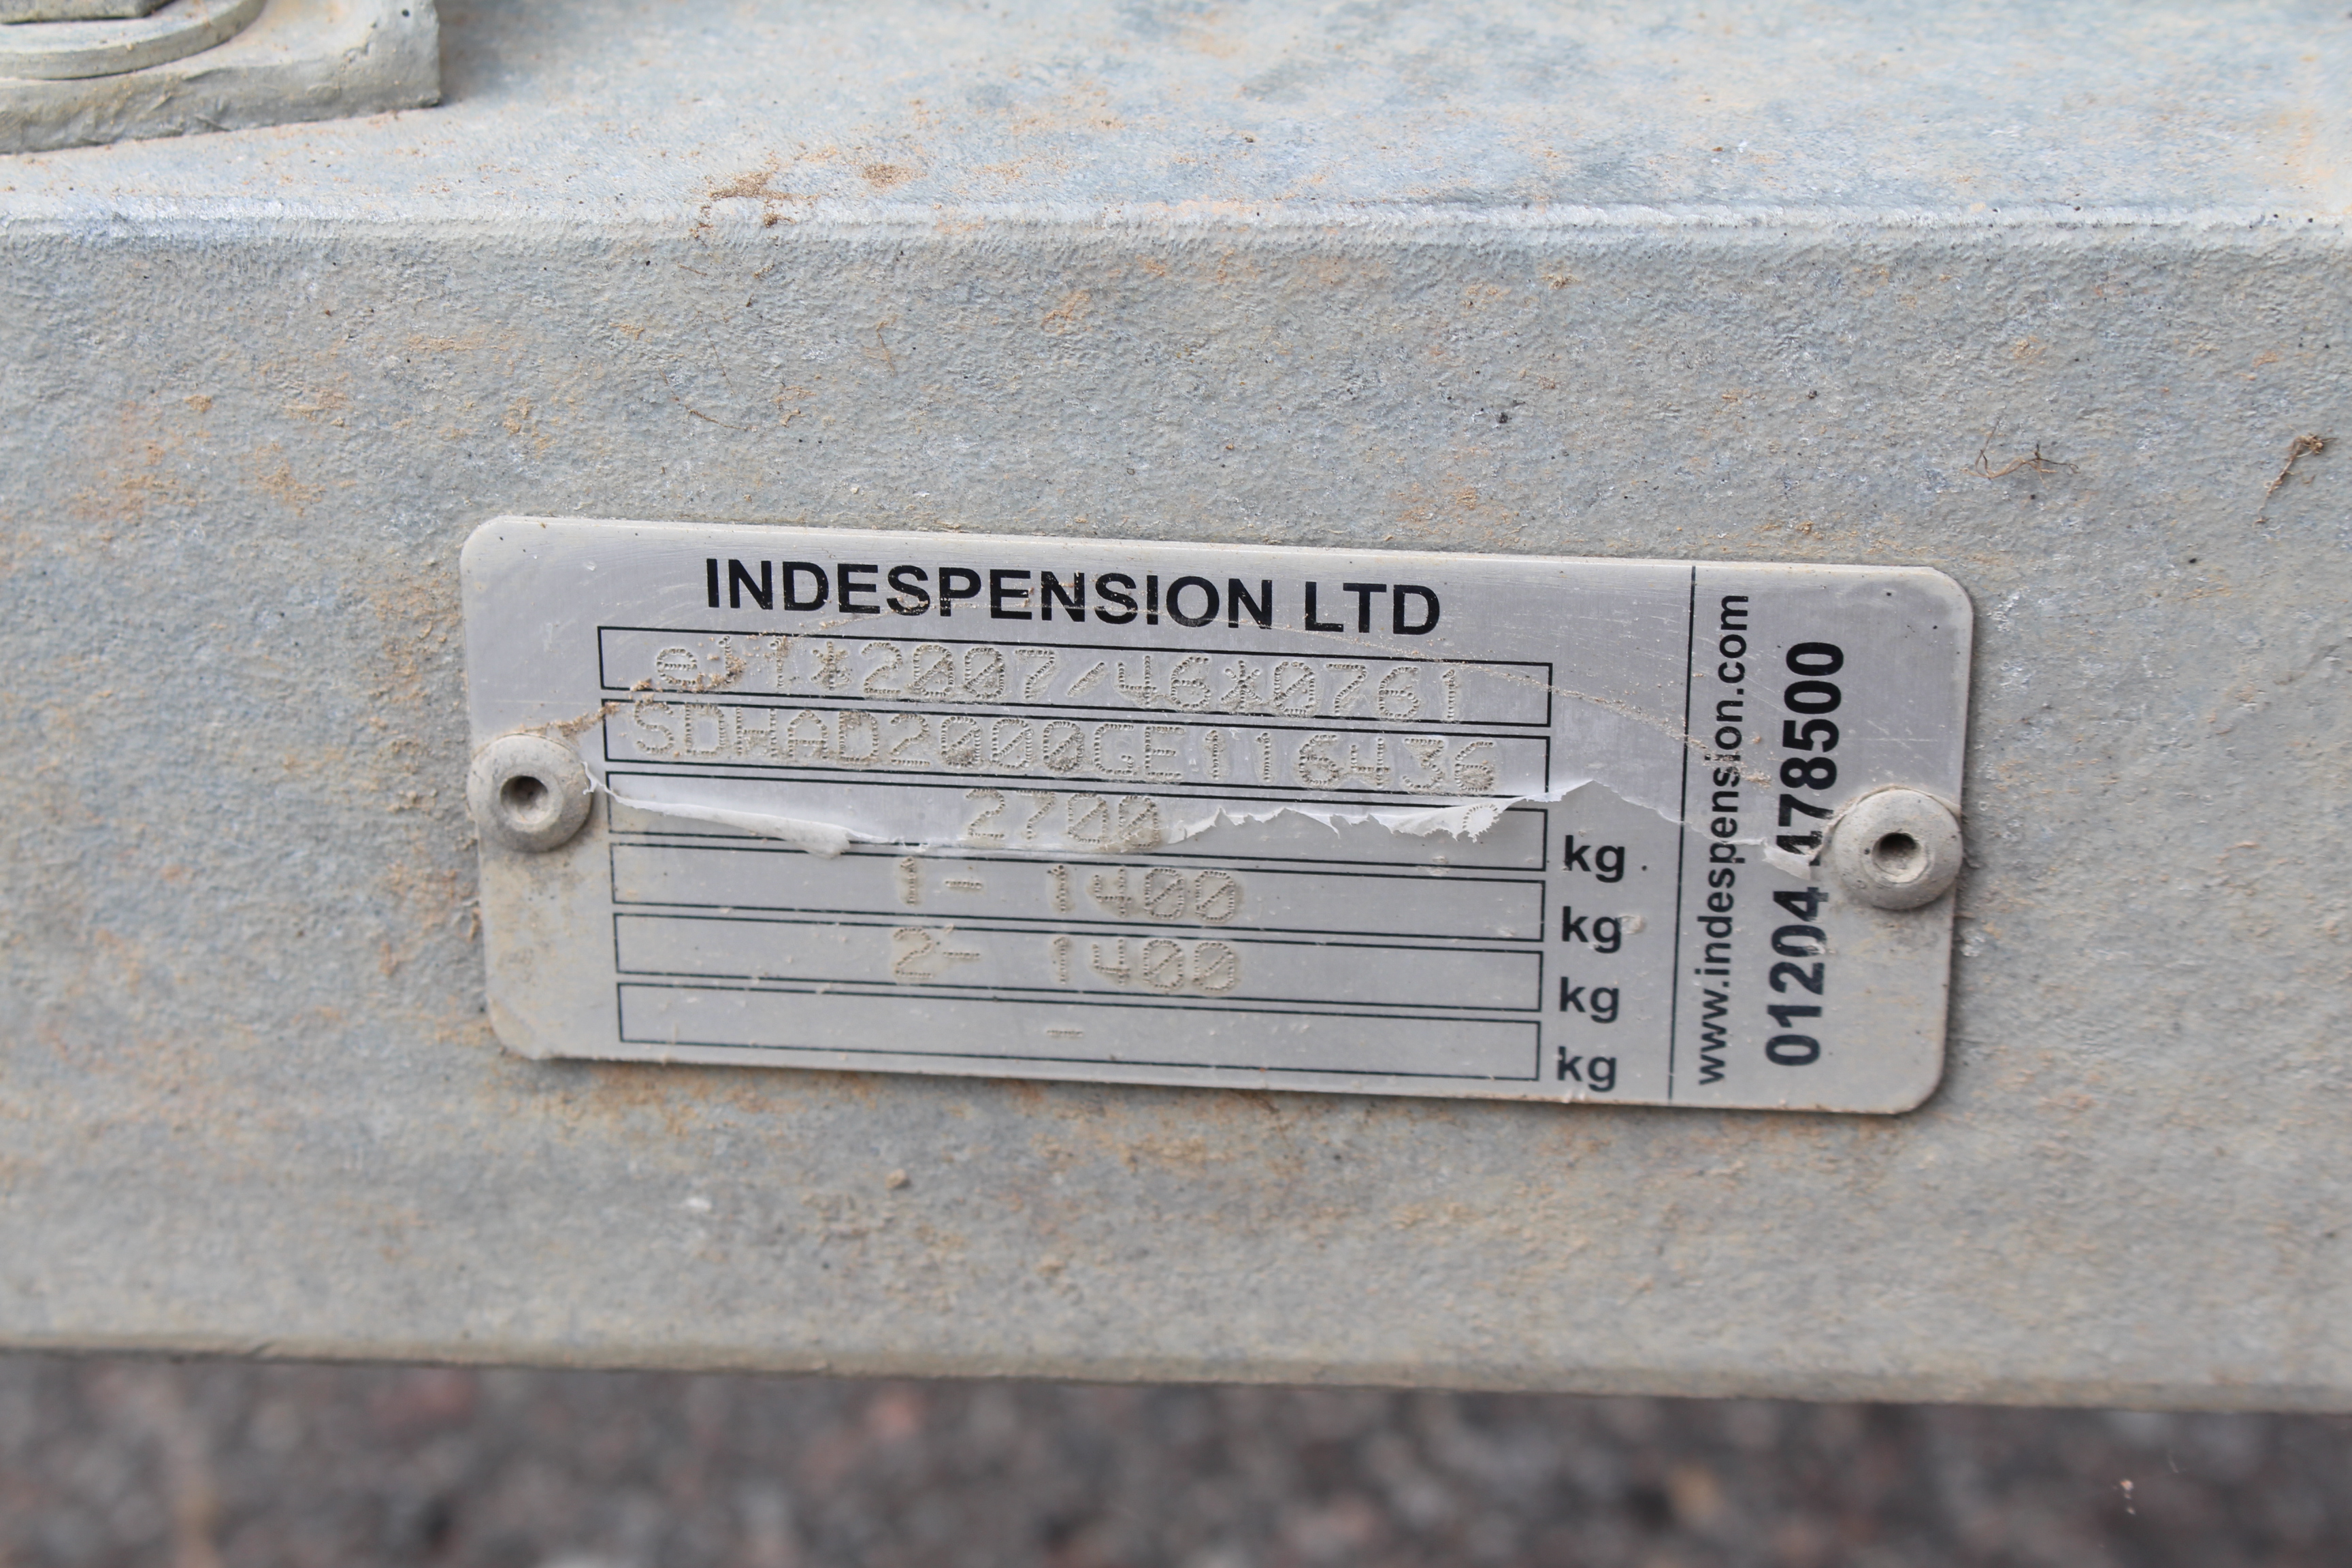 INDESPENSION LTD
e11*2007/46*0761
SDWAD2000GE116436
2700 kg
1- 1400 kg
2- 1400 kg
- kg
www.indespension.com
01204 478500